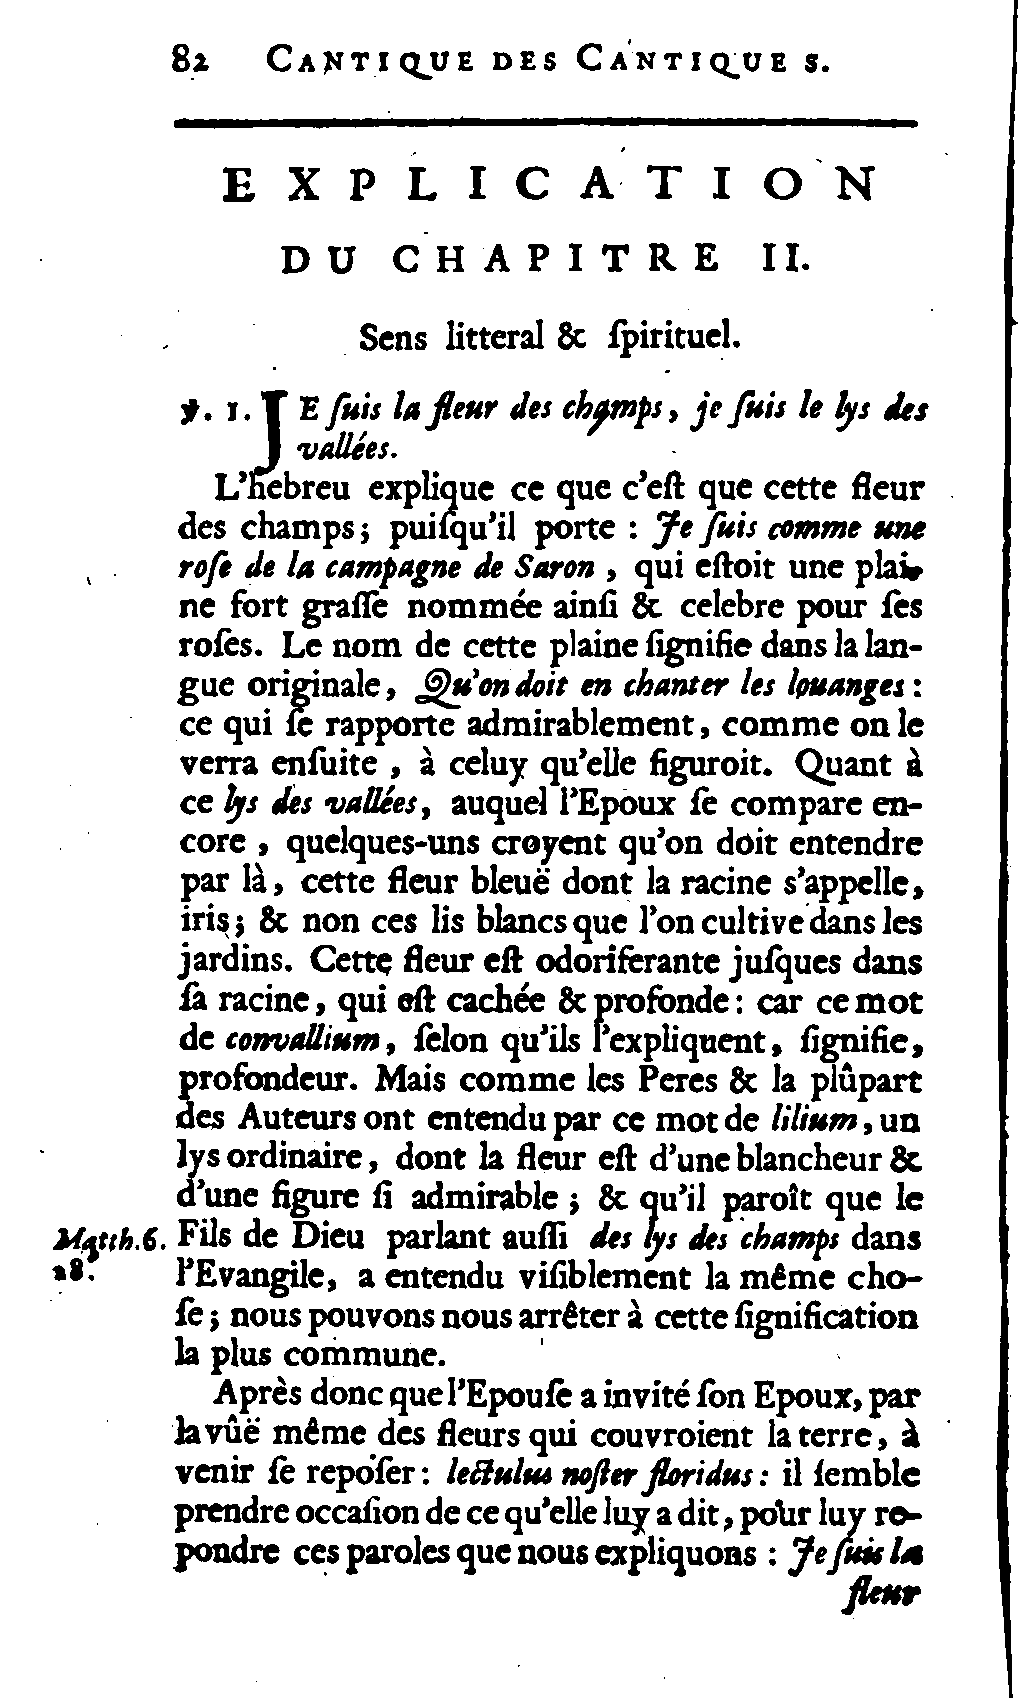 82 CANTIQUE DES CANTIQUES.
EXPLICATION
DU CHAPITRE II.
Sens litteral & ſpirituel.
℣. 1. JE ſuis la fleur des champs, je ſuis le lys des
vallées.
L'hebreu explique ce que c'eſt que cette fleur
des champs; puiſqu'il porte : Je ſuis comme une
roſe de la campagne de Saron, qui eſtoit une plai-
ne fort graſſe nommée ainſi & celebre pour ſes
roſes. Le nom de cette plaine ſignifie dans la lan-
gue originale, Qu'on doit en chanter les louanges :
ce qui ſe rapporte admirablement, comme on le
verra enſuite, à celuy qu'elle figuroit. Quant à
ce lys des vallées, auquel l'Epoux ſe compare en-
core, quelques-uns croyent qu'on doit entendre
par là, cette fleur bleuë dont la racine s'appelle,
iris; & non ces lis blancs que l'on cultive dans les
jardins. Cette fleur eſt odoriferante juſques dans
ſa racine, qui eſt cachée & profonde : car ce mot
de convallium, ſelon qu'ils l'expliquent, ſignifie,
profondeur. Mais comme les Peres & la plûpart
des Auteurs ont entendu par ce mot de lilium, un
lys ordinaire, dont la fleur eſt d'une blancheur &
d'une figure ſi admirable ; & qu'il paroît que le
Matth.6. Fils de Dieu parlant auſſi des lys des champs dans
28. l'Evangile, a entendu viſiblement la même cho-
ſe; nous pouvons nous arrêter à cette ſignification
la plus commune.
Après donc que l'Epouſe a invité ſon Epoux, par
la vûë même des fleurs qui couvroient la terre, à
venir ſe repoſer : lectulus noſter floridus : il ſemble
prendre occaſion de ce qu'elle luy a dit, pour luy re-
pondre ces paroles que nous expliquons : Je ſuis la
fleur